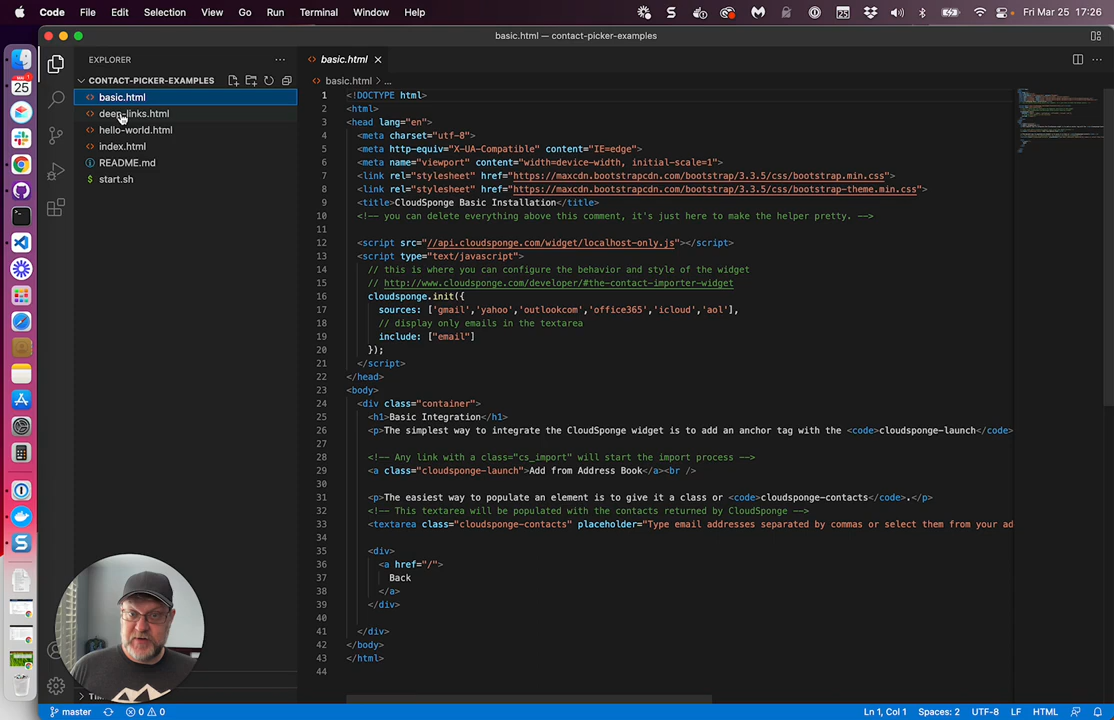 Code File Edit Selection View Go Run Terminal Window Help
25
Fri Mar 25 17:26
basic.html — contact-picker-examples
25
EXPLORER
CONTACT-PICKER-EXAMPLES
basic.html
deep-links.html
hello-world.html
index.html
README.md
start.sh
basic.html
basic.html > ...
1 <!DOCTYPE html>
2 <html>
3 <head lang="en">
4 <meta charset="utf-8">
5 <meta http-equiv="X-UA-Compatible" content="IE=edge">
6 <meta name="viewport" content="width=device-width, initial-scale=1">
7 <link rel="stylesheet" href="https://maxcdn.bootstrapcdn.com/bootstrap/3.3.5/css/bootstrap.min.css">
8 <link rel="stylesheet" href="https://maxcdn.bootstrapcdn.com/bootstrap/3.3.5/css/bootstrap-theme.min.css">
9 <title>CloudSponge Basic Installation</title>
10 <!-- you can delete everything above this comment, it's just here to make the helper pretty. -->
11
12 <script src="//api.cloudsponge.com/widget/localhost-only.js"></script>
13 <script type="text/javascript">
14 // this is where you can configure the behavior and style of the widget
15 // http://www.cloudsponge.com/developer/#the-contact-importer-widget
16 cloudsponge.init({
17 sources: ['gmail','yahoo','outlookcom','office365','icloud','aol'],
18 // display only emails in the textarea
19 include: ["email"]
20 });
21 </script>
22 </head>
23 <body>
24 <div class="container">
25 <h1>Basic Integration</h1>
26 <p>The simplest way to integrate the CloudSponge widget is to add an anchor tag with the <code>cloudsponge-launch</code>
27
28 <!-- Any link with a class="cs_import" will start the import process -->
29 <a class="cloudsponge-launch">Add from Address Book</a><br />
30
31 <p>The easiest way to populate an element is to give it a class or <code>cloudsponge-contacts</code>.</p>
32 <!-- This textarea will be populated with the contacts returned by CloudSponge -->
33 <textarea class="cloudsponge-contacts" placeholder="Type email addresses separated by commas or select them from your ad
34
35 <div>
36 <a href="/">
37 Back
38 </a>
39 </div>
40
41 </div>
42 </body>
43 </html>
44
master 0 0
Ln 1, Col 1 Spaces: 2 UTF-8 LF HTML